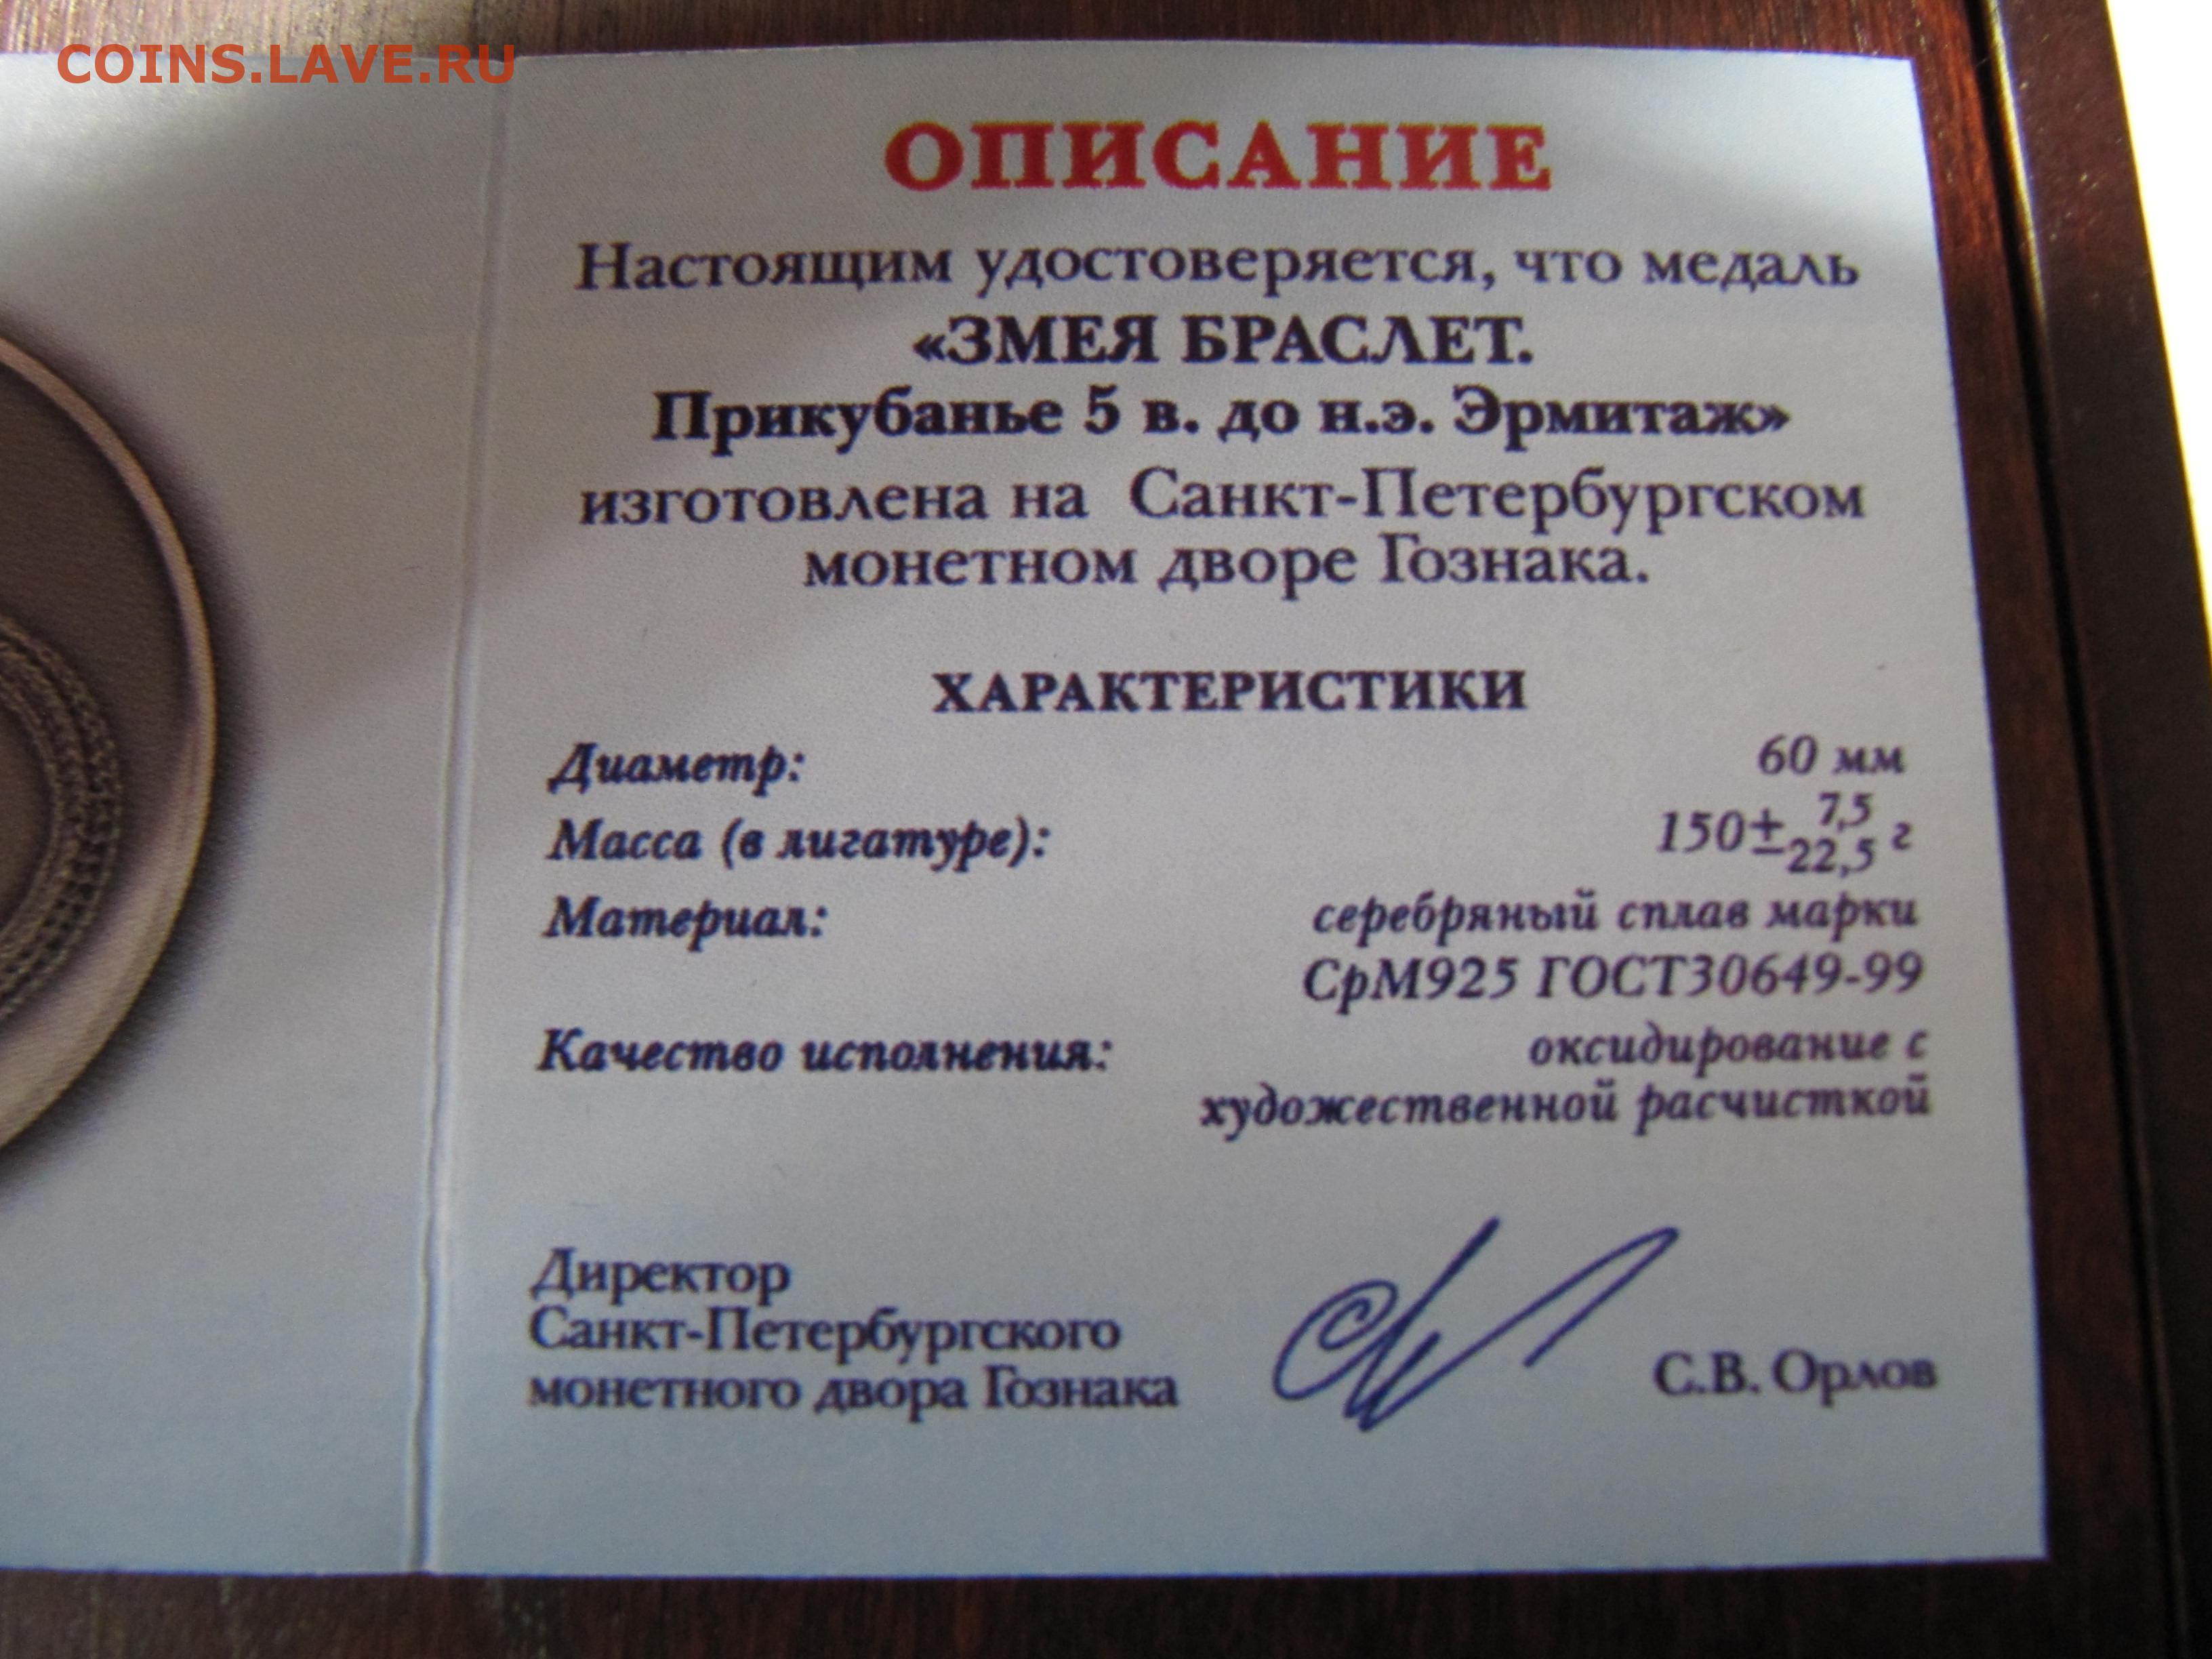 COINS.LAVE.RU
ОПИСАНИЕ
Настоящим удостоверяется, что медаль
«ЗМЕЯ БРАСЛЕТ.
Прикубанье 5 в. до н.э. Эрмитаж»
изготовлена на Санкт-Петербургском
монетном дворе Гознака.
ХАРАКТЕРИСТИКИ
Диаметр: 60 мм
Масса (в лигатуре): 150± 7,5 22,5 г
Материал: серебряный сплав марки
СрМ925 ГОСТ30649-99
Качество исполнения: оксидирование с
художественной расчисткой
Директор
Санкт-Петербургского
монетного двора Гознака С.В. Орлов